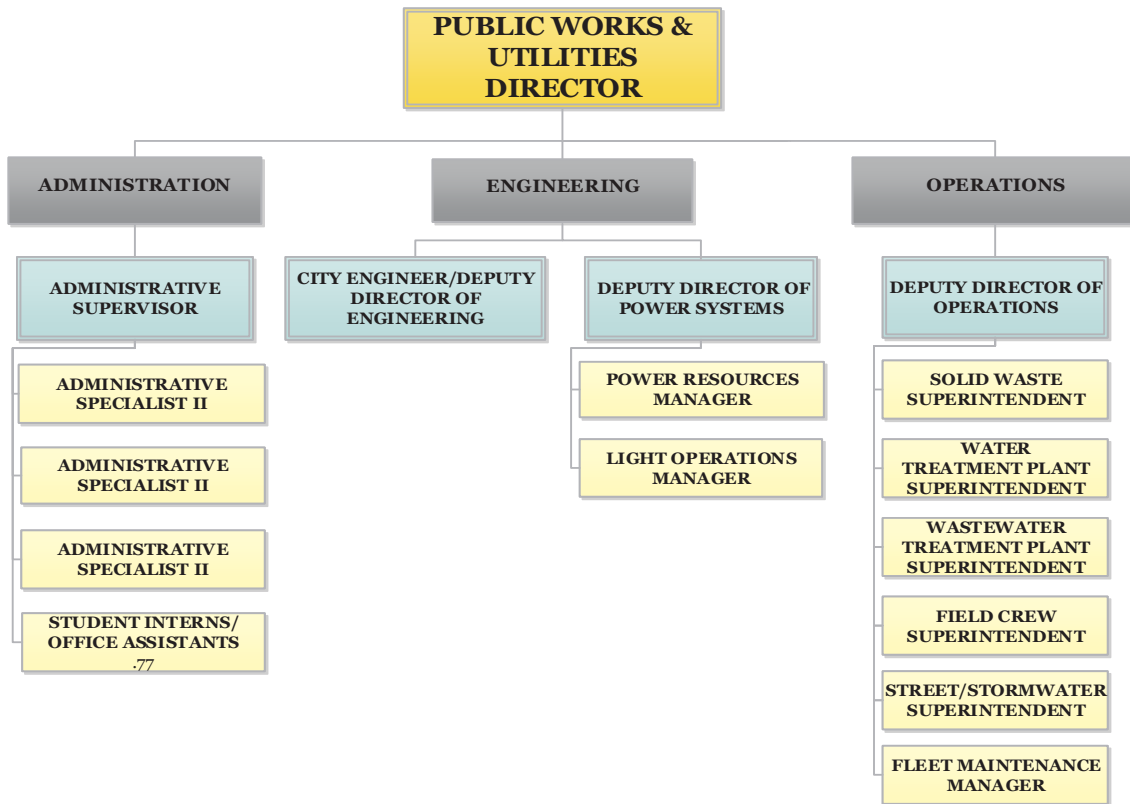 PUBLIC WORKS &
UTILITIES
DIRECTOR
ADMINISTRATION
ENGINEERING
OPERATIONS
ADMINISTRATIVE
SUPERVISOR
CITY ENGINEER/DEPUTY
DIRECTOR OF
ENGINEERING
DEPUTY DIRECTOR OF
POWER SYSTEMS
DEPUTY DIRECTOR OF
OPERATIONS
ADMINISTRATIVE
SPECIALIST II
ADMINISTRATIVE
SPECIALIST II
ADMINISTRATIVE
SPECIALIST II
STUDENT INTERNS/
OFFICE ASSISTANTS
.77
POWER RESOURCES
MANAGER
LIGHT OPERATIONS
MANAGER
SOLID WASTE
SUPERINTENDENT
WATER
TREATMENT PLANT
SUPERINTENDENT
WASTEWATER
TREATMENT PLANT
SUPERINTENDENT
FIELD CREW
SUPERINTENDENT
STREET/STORMWATER
SUPERINTENDENT
FLEET MAINTENANCE
MANAGER